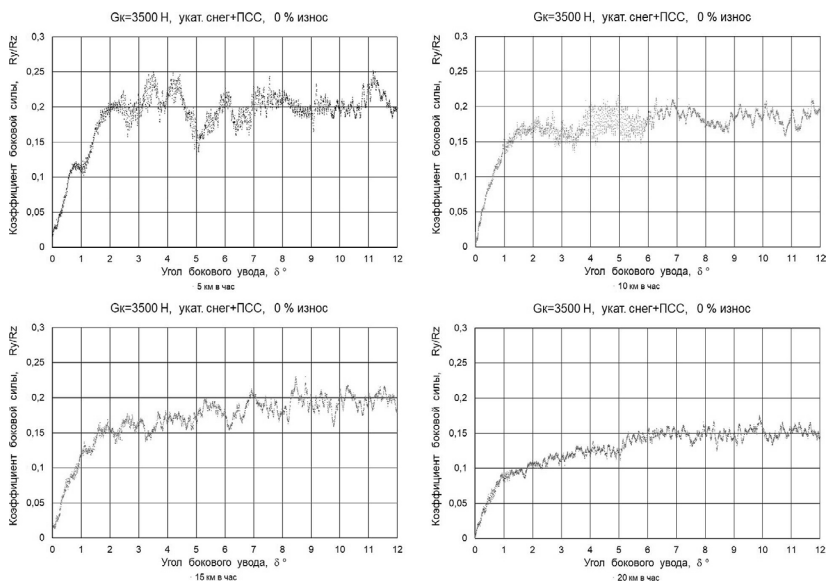 Gк=3500 Н, укат. снег+ПСС, 0 % износ
Коэффициент боковой силы, Ry/Rz
0,3
0,25
0,2
0,15
0,1
0,05
0
0 1 2 3 4 5 6 7 8 9 10 11 12
Угол бокового увода, δ °
· 5 км в час
Gк=3500 Н, укат. снег+ПСС, 0 % износ
Коэффициент боковой силы, Ry/Rz
0,3
0,25
0,2
0,15
0,1
0,05
0
0 1 2 3 4 5 6 7 8 9 10 11 12
Угол бокового увода, δ °
· 10 км в час
Gк=3500 Н, укат. снег+ПСС, 0 % износ
Коэффициент боковой силы, Ry/Rz
0,3
0,25
0,2
0,15
0,1
0,05
0
0 1 2 3 4 5 6 7 8 9 10 11 12
Угол бокового увода, δ °
· 15 км в час
Gк=3500 Н, укат. снег+ПСС, 0 % износ
Коэффициент боковой силы, Ry/Rz
0,3
0,25
0,2
0,15
0,1
0,05
0
0 1 2 3 4 5 6 7 8 9 10 11 12
Угол бокового увода, δ °
· 20 км в час